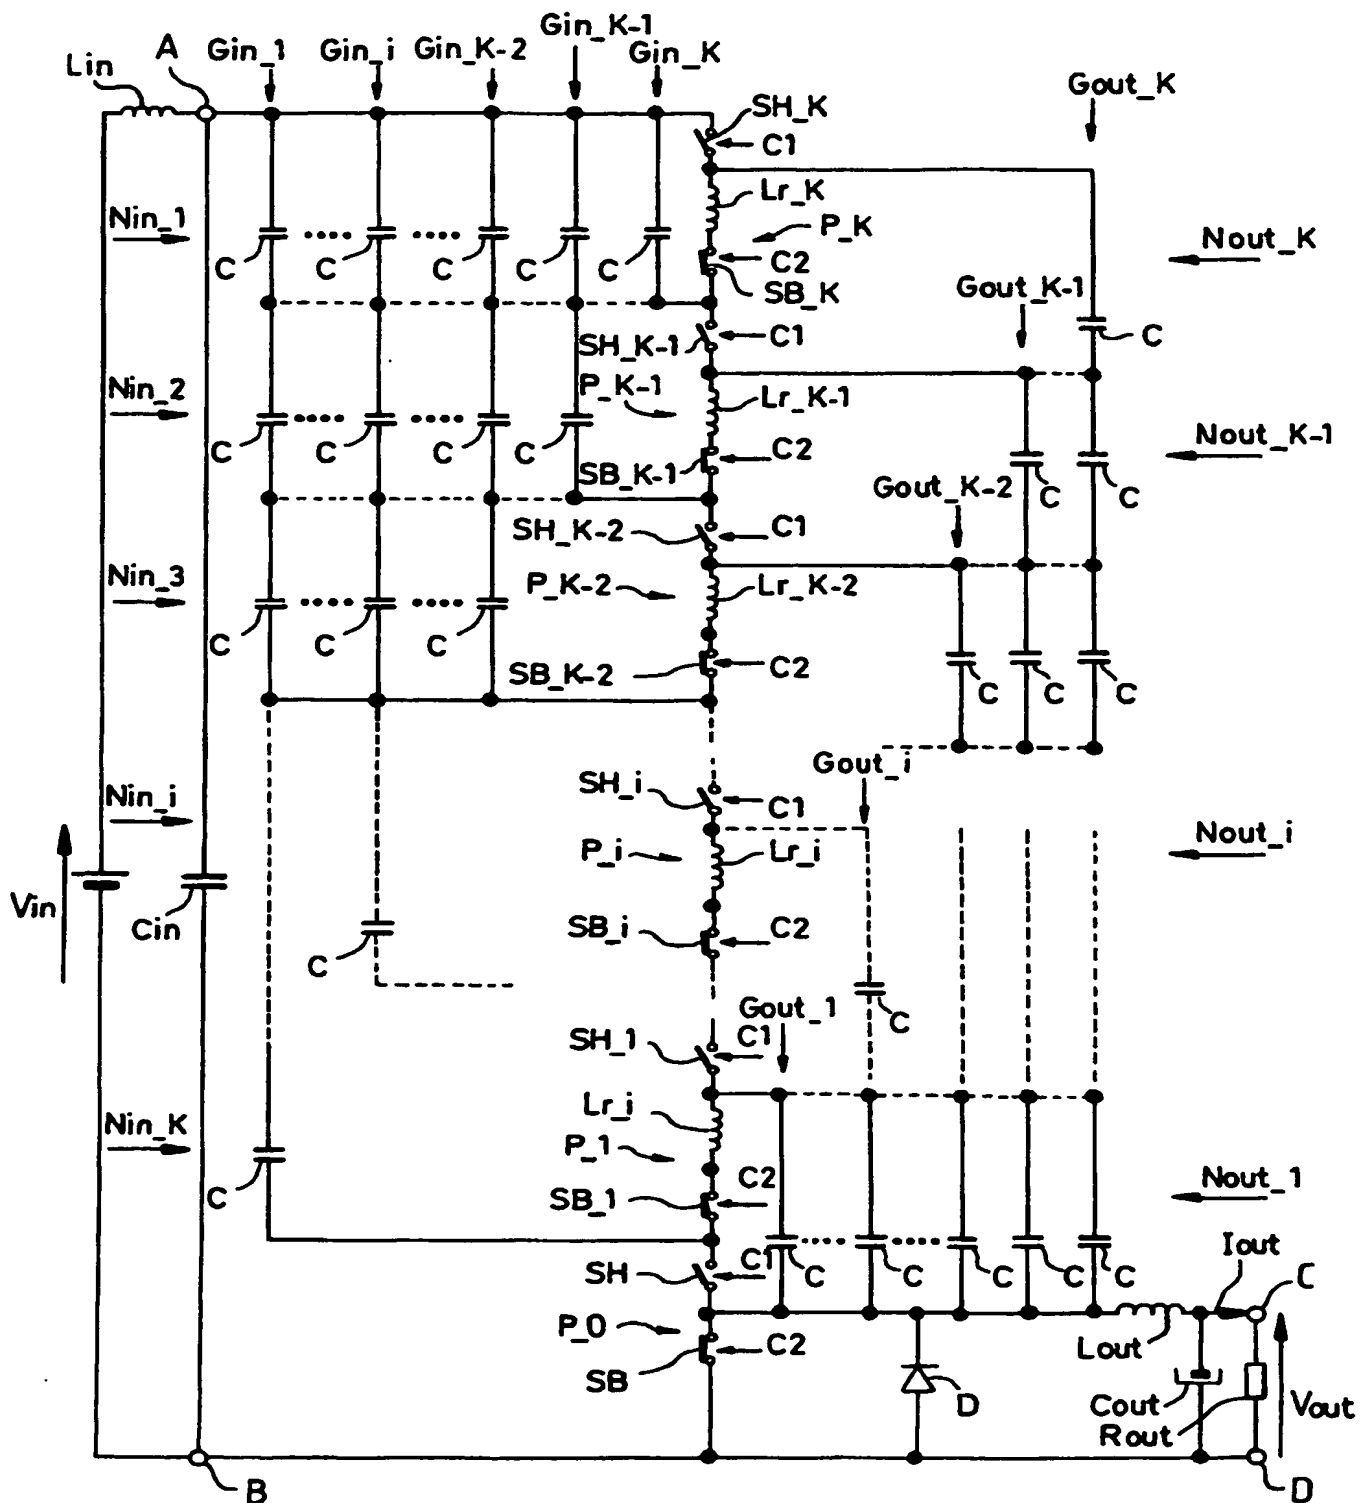 Gin_K-1
A Gin_1 Gin_i Gin_K-2 Gin_K
Lin Gout_K
SH_K
C1
Lr_K
Nin_1 P_K Nout_K
C C C C C C2
SB_K Gout_K-1
C1 C
SH_K-1
Nin_2 P_K-1 Lr_K-1 Nout_K-1
C C C C C2
SB_K-1 Gout_K-2 C C
SH_K-2 C1
Nin_3 P_K-2 Lr_K-2
C C C
SB_K-2 C2 C C C
Gout_i
Nin_i SH_i C1
P_i Lr_i Nout_i
Vin Cin
SB_i C2
C
Gout_1 C
SH_1 C1
Nin_K Lr_i
P_1
C C2 Nout_1
SB_1
Iout
SH C1 C C C C C C
P_0
C2 Lout
SB
D Cout Vout
Rout
B D